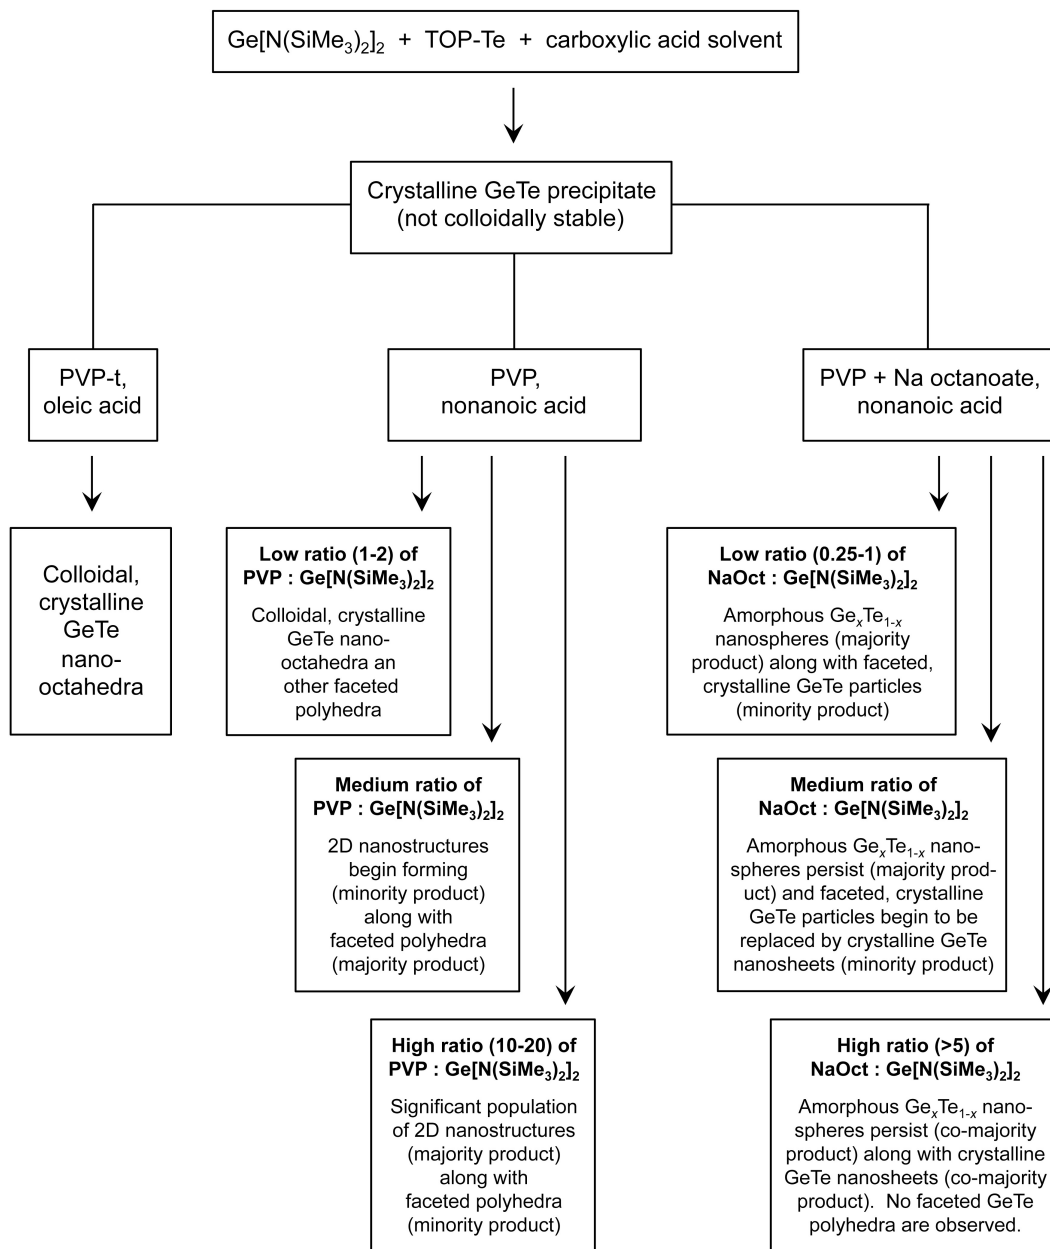 Ge[N(SiMe₃)₂]₂ + TOP-Te + carboxylic acid solvent
Crystalline GeTe precipitate
(not colloidally stable)
PVP-t,
oleic acid
PVP,
nonanoic acid
PVP + Na octanoate,
nonanoic acid
Colloidal,
crystalline
GeTe
nano-
octahedra
Low ratio (1-2) of
PVP : Ge[N(SiMe₃)₂]₂
Colloidal, crystalline
GeTe nano-
octahedra an
other faceted
polyhedra
Low ratio (0.25-1) of
NaOct : Ge[N(SiMe₃)₂]₂
Amorphous GeₓTe₁₋ₓ
nanospheres (majority
product) along with faceted,
crystalline GeTe particles
(minority product)
Medium ratio of
PVP : Ge[N(SiMe₃)₂]₂
2D nanostructures
begin forming
(minority product)
along with
faceted polyhedra
(majority product)
Medium ratio of
NaOct : Ge[N(SiMe₃)₂]₂
Amorphous GeₓTe₁₋ₓ nano-
spheres persist (majority prod-
uct) and faceted, crystalline
GeTe particles begin to be
replaced by crystalline GeTe
nanosheets (minority product)
High ratio (10-20) of
PVP : Ge[N(SiMe₃)₂]₂
Significant population
of 2D nanostructures
(majority product)
along with
faceted polyhedra
(minority product)
High ratio (>5) of
NaOct : Ge[N(SiMe₃)₂]₂
Amorphous GeₓTe₁₋ₓ nano-
spheres persist (co-majority
product) along with crystalline
GeTe nanosheets (co-majority
product). No faceted GeTe
polyhedra are observed.